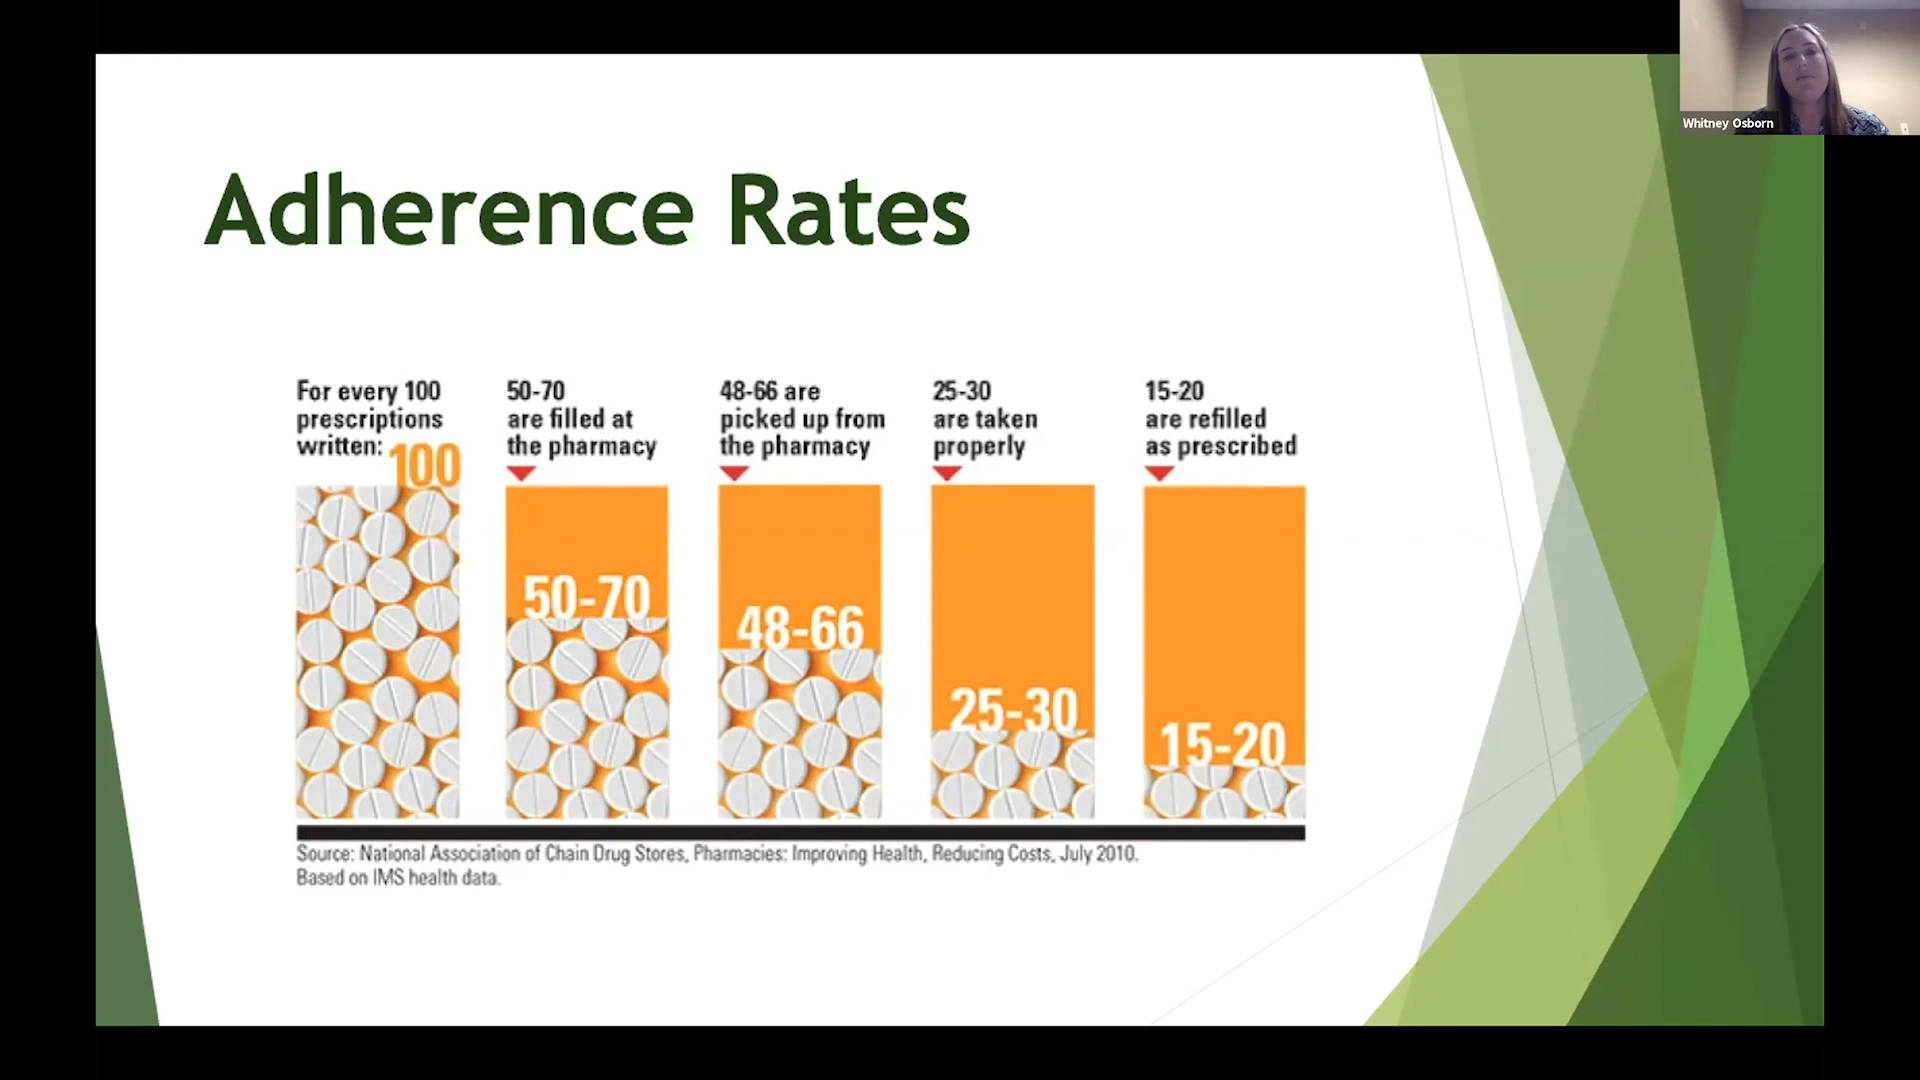 Whitney Osborn
Adherence Rates
For every 100
prescriptions
written:
100
50-70
are filled at
the pharmacy
50-70
48-66 are
picked up from
the pharmacy
48-66
25-30
are taken
properly
25-30
15-20
are refilled
as prescribed
15-20
Source: National Association of Chain Drug Stores, Pharmacies: Improving Health, Reducing Costs, July 2010.
Based on IMS health data.